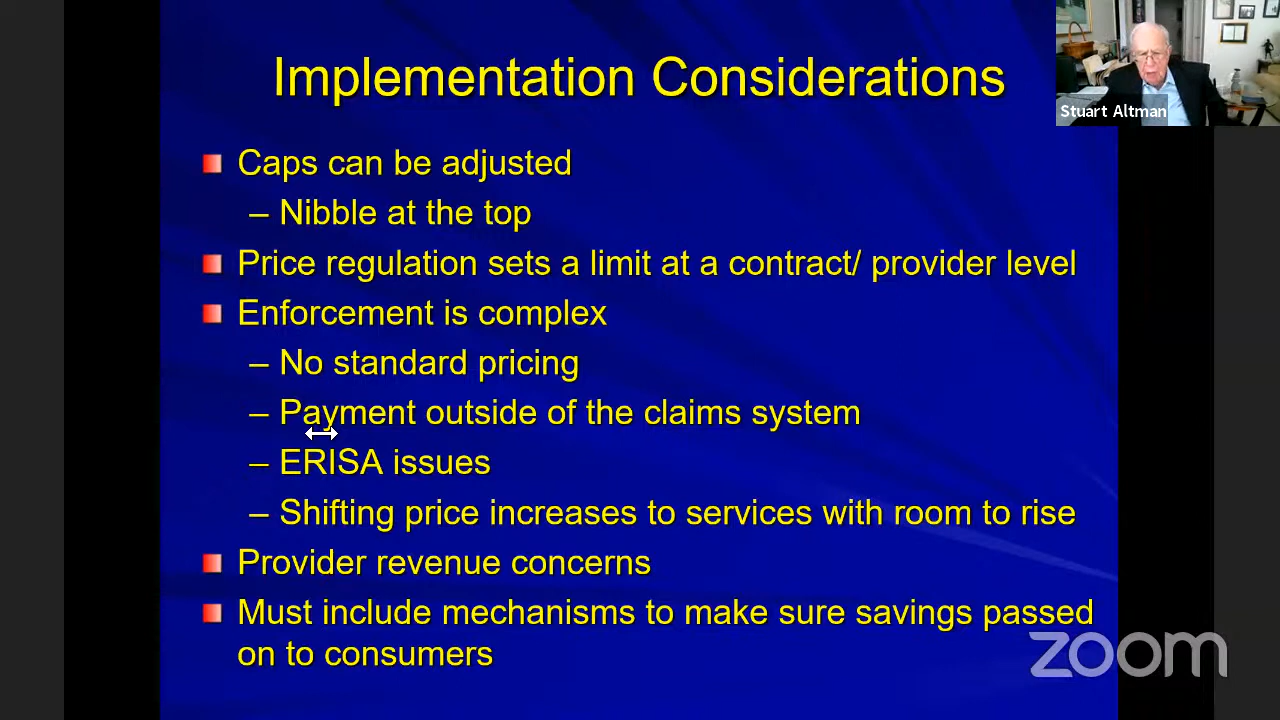 Implementation Considerations
Stuart Altman
Caps can be adjusted
– Nibble at the top
Price regulation sets a limit at a contract/ provider level
Enforcement is complex
– No standard pricing
– Payment outside of the claims system
– ERISA issues
– Shifting price increases to services with room to rise
Provider revenue concerns
Must include mechanisms to make sure savings passed
on to consumers
zoom